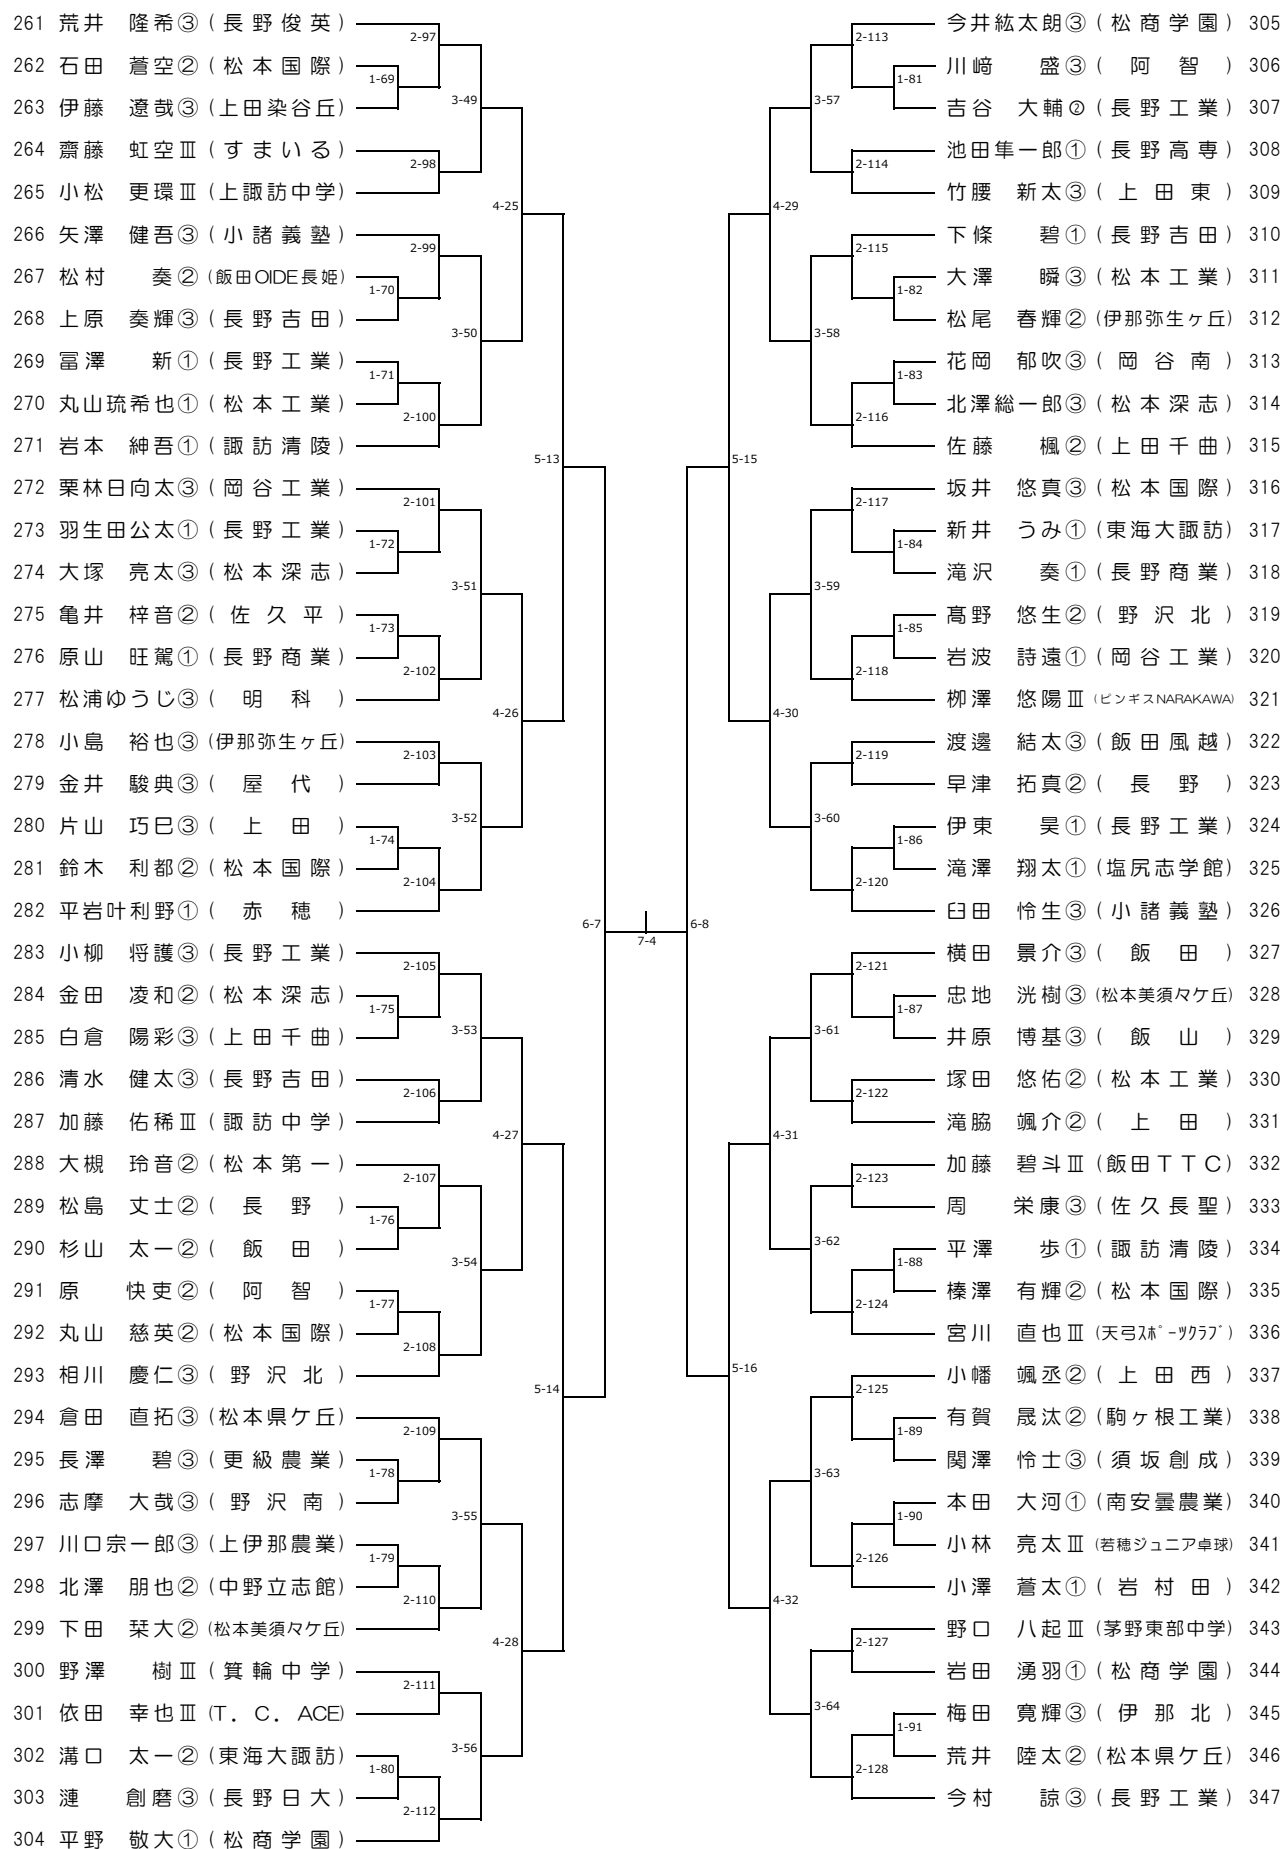 261 荒井 隆希③ (長野俊英)
2-97
262 石田 蒼空② (松本国際)
1-69
263 伊藤 遼哉③ (上田染谷丘)
3-49
264 齋藤 虹空Ⅲ (すまいる)
2-98
265 小松 更環Ⅲ (上諏訪中学)
4-25
266 矢澤 健吾③ (小諸義塾)
2-99
267 松村 奏② (飯田OIDE長姫)
1-70
268 上原 奏輝③ (長野吉田)
3-50
269 冨澤 新① (長野工業)
1-71
270 丸山琉希也① (松本工業)
2-100
271 岩本 紳吾① (諏訪清陵)
5-13
272 栗林日向太③ (岡谷工業)
2-101
273 羽生田公太① (長野工業)
1-72
274 大塚 亮太③ (松本深志)
3-51
275 亀井 梓音② (佐久平)
1-73
276 原山 旺駕① (長野商業)
2-102
277 松浦ゆうじ③ (明科)
4-26
278 小島 裕也③ (伊那弥生ヶ丘)
2-103
279 金井 駿典③ (屋代)
3-52
280 片山 巧巳③ (上田)
1-74
281 鈴木 利都② (松本国際)
2-104
282 平岩叶利野① (赤穂)
6-7
283 小柳 将護③ (長野工業)
2-105
284 金田 凌和② (松本深志)
1-75
285 白倉 陽彩③ (上田千曲)
3-53
286 清水 健太③ (長野吉田)
2-106
287 加藤 佑稀Ⅲ (諏訪中学)
4-27
288 大槻 玲音② (松本第一)
2-107
289 松島 丈士② (長野)
1-76
290 杉山 太一② (飯田)
3-54
291 原 快吏② (阿智)
1-77
292 丸山 慈英② (松本国際)
2-108
293 相川 慶仁③ (野沢北)
5-14
294 倉田 直拓③ (松本県ケ丘)
2-109
295 長澤 碧③ (更級農業)
1-78
296 志摩 大哉③ (野沢南)
3-55
297 川口宗一郎③ (上伊那農業)
1-79
298 北澤 朋也② (中野立志館)
2-110
299 下田 栞大② (松本美須々ケ丘)
4-28
300 野澤 樹Ⅲ (箕輪中学)
2-111
301 依田 幸也Ⅲ (T.C.ACE)
3-56
302 溝口 太一② (東海大諏訪)
1-80
303 漣 創磨③ (長野日大)
2-112
304 平野 敬大① (松商学園)
7-4
今井紘太朗③ (松商学園) 305
2-113
川﨑 盛③ (阿智) 306
1-81
吉谷 大輔② (長野工業) 307
3-57
池田隼一郎① (長野高専) 308
2-114
竹腰 新太③ (上田東) 309
4-29
下條 碧① (長野吉田) 310
2-115
大澤 瞬③ (松本工業) 311
1-82
松尾 春輝② (伊那弥生ヶ丘) 312
3-58
花岡 郁吹③ (岡谷南) 313
1-83
北澤総一郎③ (松本深志) 314
2-116
佐藤 楓② (上田千曲) 315
5-15
坂井 悠真③ (松本国際) 316
2-117
新井 うみ① (東海大諏訪) 317
1-84
滝沢 奏① (長野商業) 318
3-59
髙野 悠生② (野沢北) 319
1-85
岩波 詩遠① (岡谷工業) 320
2-118
栁澤 悠陽Ⅲ (ピンギスNARAKAWA) 321
4-30
渡邊 結太③ (飯田風越) 322
2-119
早津 拓真② (長野) 323
3-60
伊東 昊① (長野工業) 324
1-86
滝澤 翔太① (塩尻志学館) 325
2-120
臼田 怜生③ (小諸義塾) 326
6-8
横田 景介③ (飯田) 327
2-121
忠地 洸樹③ (松本美須々ケ丘) 328
1-87
井原 博基③ (飯山) 329
3-61
塚田 悠佑② (松本工業) 330
2-122
滝脇 颯介② (上田) 331
4-31
加藤 碧斗Ⅲ (飯田TTC) 332
2-123
周 栄康③ (佐久長聖) 333
3-62
平澤 歩① (諏訪清陵) 334
1-88
榛澤 有輝② (松本国際) 335
2-124
宮川 直也Ⅲ (天弓ｽﾎﾟｰﾂｸﾗﾌﾞ) 336
5-16
小幡 颯丞② (上田西) 337
2-125
有賀 晟汰② (駒ヶ根工業) 338
1-89
関澤 怜士③ (須坂創成) 339
3-63
本田 大河① (南安曇農業) 340
1-90
小林 亮太Ⅲ (若穂ジュニア卓球) 341
2-126
小澤 蒼太① (岩村田) 342
4-32
野口 八起Ⅲ (茅野東部中学) 343
2-127
岩田 湧羽① (松商学園) 344
3-64
梅田 寛輝③ (伊那北) 345
1-91
荒井 陸太② (松本県ケ丘) 346
2-128
今村 諒③ (長野工業) 347